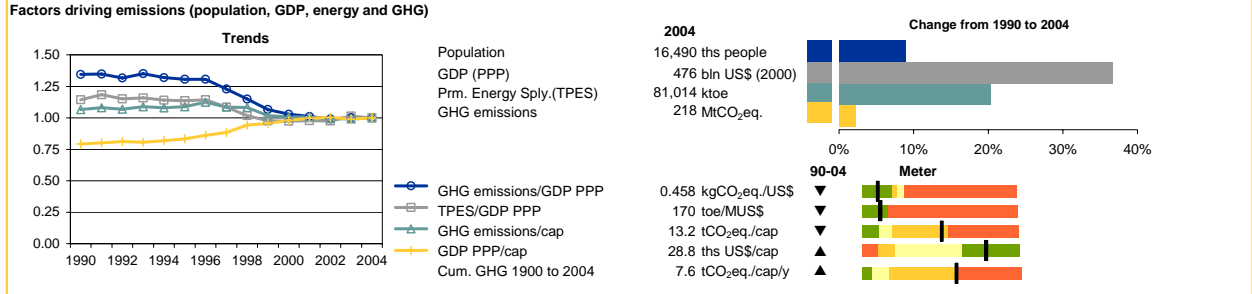 Factors driving emissions (population, GDP, energy and GHG)
Trends
1.50
1.25
1.00
0.75
0.50
0.25
0.00
1990 1992 1994 1996 1998 2000 2002 2004
2004
Population 16,490 ths people
GDP (PPP) 476 bln US$ (2000)
Prm. Energy Sply.(TPES) 81,014 ktoe
GHG emissions 218 MtCO₂eq.
Change from 1990 to 2004
0% 10% 20% 30% 40%
90-04 Meter
GHG emissions/GDP PPP 0.458 kgCO₂eq./US$ ▼
TPES/GDP PPP 170 toe/MUS$ ▼
GHG emissions/cap 13.2 tCO₂eq./cap ▼
GDP PPP/cap 28.8 ths US$/cap ▲
Cum. GHG 1900 to 2004 7.6 tCO₂eq./cap/y ▲